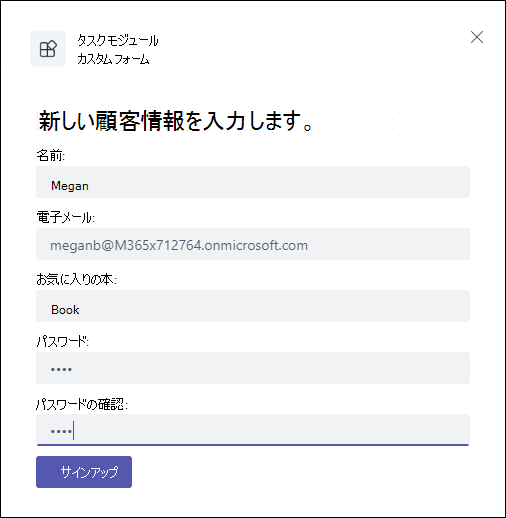 タスク モジュール
カスタム フォーム
新しい顧客情報を入力します。
名前:
Megan
電子メール:
meganb@M365x712764.onmicrosoft.com
お気に入りの本:
Book
パスワード:
••••
パスワードの確認:
••••
サインアップ